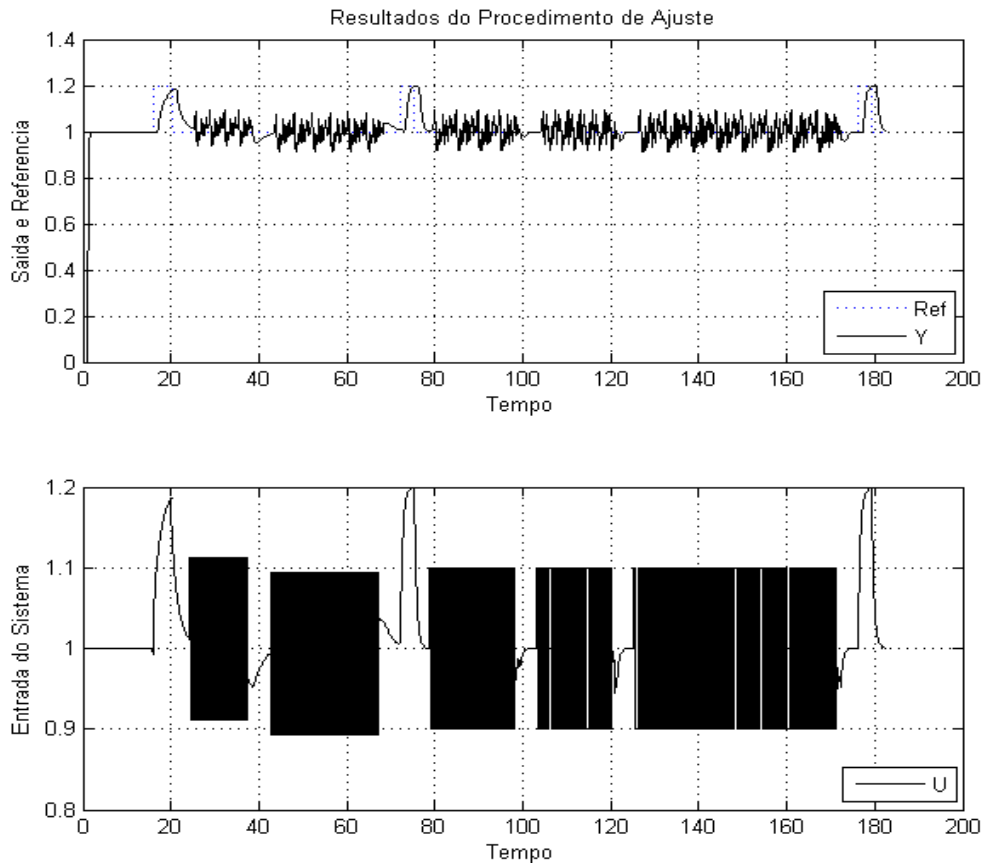 Resultados do Procedimento de Ajuste
1.4
1.2
1
0.8
0.6
0.4
0.2
0
Saida e Referencia
Ref
Y
0 20 40 60 80 100 120 140 160 180 200
Tempo
1.2
1.1
1
0.9
0.8
Entrada do Sistema
U
0 20 40 60 80 100 120 140 160 180 200
Tempo